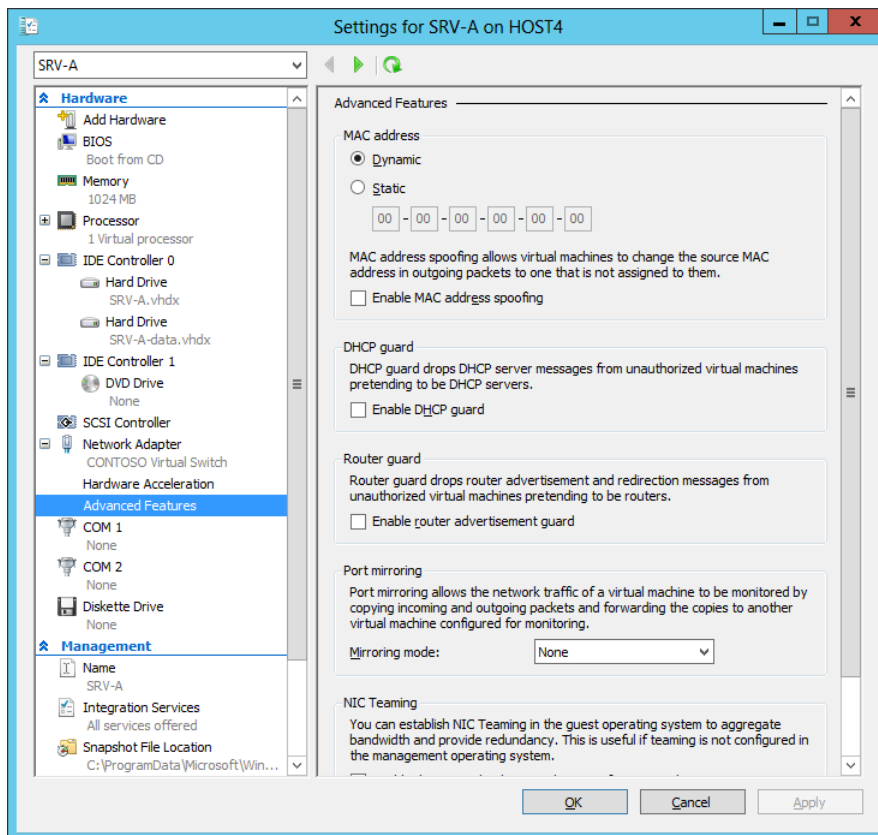 Settings for SRV-A on HOST4
SRV-A
Hardware
Add Hardware
BIOS
Boot from CD
Memory
1024 MB
Processor
1 Virtual processor
IDE Controller 0
Hard Drive
SRV-A.vhdx
Hard Drive
SRV-A-data.vhdx
IDE Controller 1
DVD Drive
None
SCSI Controller
Network Adapter
CONTOSO Virtual Switch
Hardware Acceleration
Advanced Features
COM 1
None
COM 2
None
Diskette Drive
None
Management
Name
SRV-A
Integration Services
All services offered
Snapshot File Location
C:\ProgramData\Microsoft\Win...
Advanced Features
MAC address
Dynamic
Static
00 - 00 - 00 - 00 - 00 - 00
MAC address spoofing allows virtual machines to change the source MAC
address in outgoing packets to one that is not assigned to them.
Enable MAC address spoofing
DHCP guard
DHCP guard drops DHCP server messages from unauthorized virtual machines
pretending to be DHCP servers.
Enable DHCP guard
Router guard
Router guard drops router advertisement and redirection messages from
unauthorized virtual machines pretending to be routers.
Enable router advertisement guard
Port mirroring
Port mirroring allows the network traffic of a virtual machine to be monitored by
copying incoming and outgoing packets and forwarding the copies to another
virtual machine configured for monitoring.
Mirroring mode: None
NIC Teaming
You can establish NIC Teaming in the guest operating system to aggregate
bandwidth and provide redundancy. This is useful if teaming is not configured in
the management operating system.
OK Cancel Apply